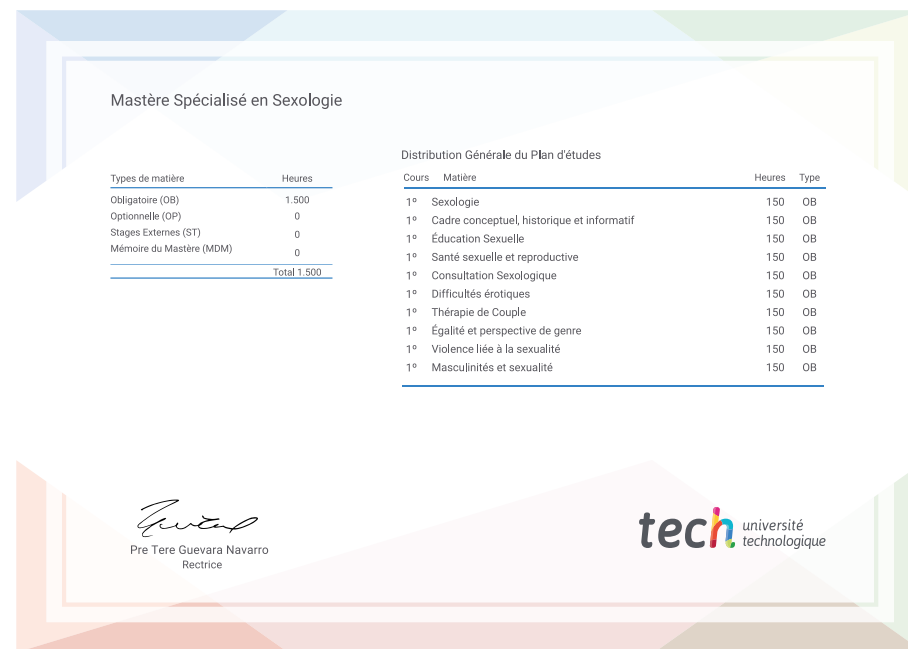 Mastère Spécialisé en Sexologie
Types de matière Heures
Obligatoire (OB) 1.500
Optionnelle (OP) 0
Stages Externes (ST) 0
Mémoire du Mastère (MDM) 0
Total 1.500
Distribution Générale du Plan d'études
Cours Matière Heures Type
1º Sexologie 150 OB
1º Cadre conceptuel, historique et informatif 150 OB
1º Éducation Sexuelle 150 OB
1º Santé sexuelle et reproductive 150 OB
1º Consultation Sexologique 150 OB
1º Difficultés érotiques 150 OB
1º Thérapie de Couple 150 OB
1º Égalité et perspective de genre 150 OB
1º Violence liée à la sexualité 150 OB
1º Masculinités et sexualité 150 OB
Pre Tere Guevara Navarro
Rectrice
tech université
technologique